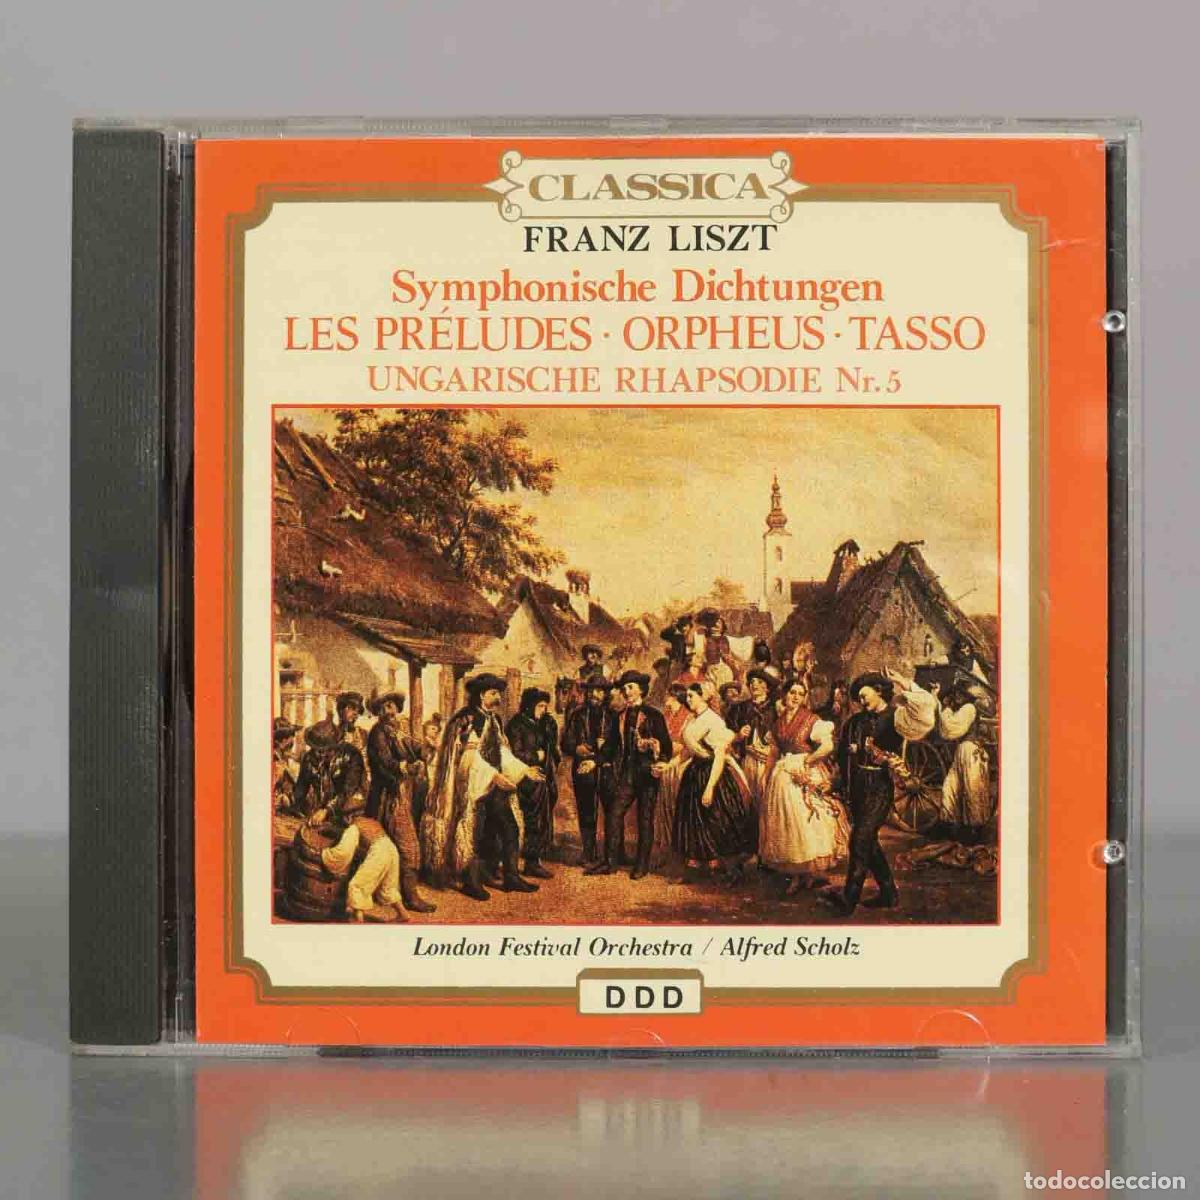 CLASSICA
FRANZ LISZT
Symphonische Dichtungen
LES PRÉLUDES · ORPHEUS · TASSO
UNGARISCHE RHAPSODIE Nr. 5
London Festival Orchestra / Alfred Scholz
DDD
todocoleccion